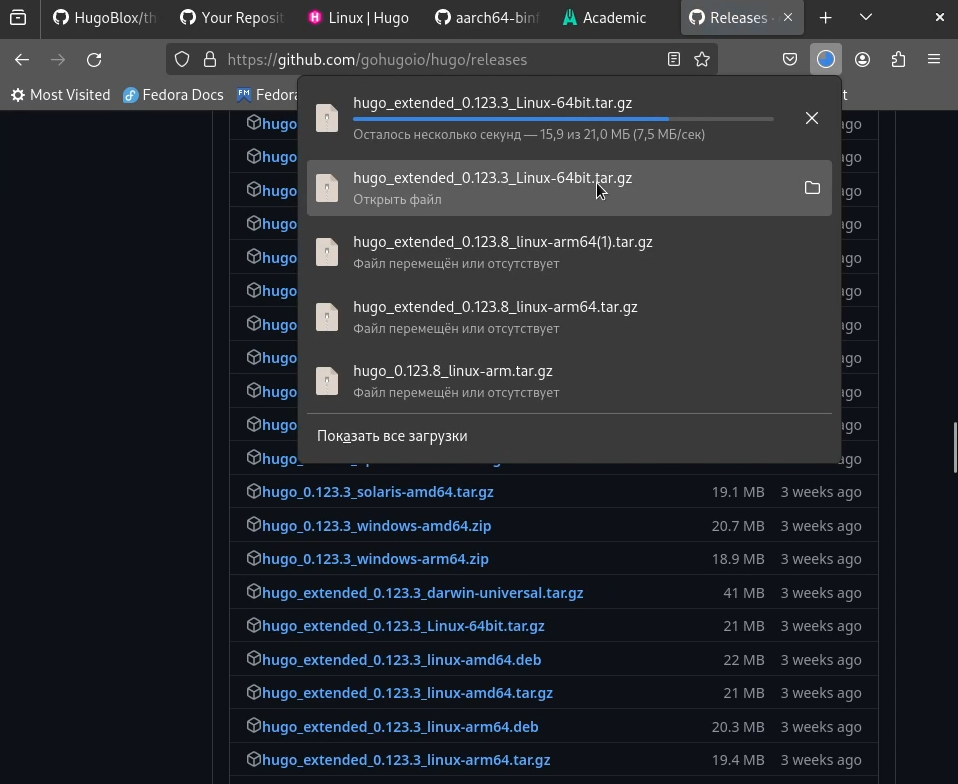 HugoBlox/th
Your Reposit
Linux | Hugo
aarch64-binf
Academic
Releases ·
https://github.com/gohugoio/hugo/releases
Most Visited
Fedora Docs
Fedora
t
hugo_extended_0.123.3_Linux-64bit.tar.gz
Осталось несколько секунд — 15,9 из 21,0 МБ (7,5 МБ/сек)
hugo_extended_0.123.3_Linux-64bit.tar.gz
Открыть файл
hugo_extended_0.123.8_linux-arm64(1).tar.gz
Файл перемещён или отсутствует
hugo_extended_0.123.8_linux-arm64.tar.gz
Файл перемещён или отсутствует
hugo_0.123.8_linux-arm.tar.gz
Файл перемещён или отсутствует
Показать все загрузки
hugo ago
hugo ago
hugo ago
hugo ago
hugo ago
hugo ago
hugo ago
hugo ago
hugo ago
hugo ago
hugo ago
hugo_0.123.3_solaris-amd64.tar.gz 19.1 MB 3 weeks ago
hugo_0.123.3_windows-amd64.zip 20.7 MB 3 weeks ago
hugo_0.123.3_windows-arm64.zip 18.9 MB 3 weeks ago
hugo_extended_0.123.3_darwin-universal.tar.gz 41 MB 3 weeks ago
hugo_extended_0.123.3_Linux-64bit.tar.gz 21 MB 3 weeks ago
hugo_extended_0.123.3_linux-amd64.deb 22 MB 3 weeks ago
hugo_extended_0.123.3_linux-amd64.tar.gz 21 MB 3 weeks ago
hugo_extended_0.123.3_linux-arm64.deb 20.3 MB 3 weeks ago
hugo_extended_0.123.3_linux-arm64.tar.gz 19.4 MB 3 weeks ago